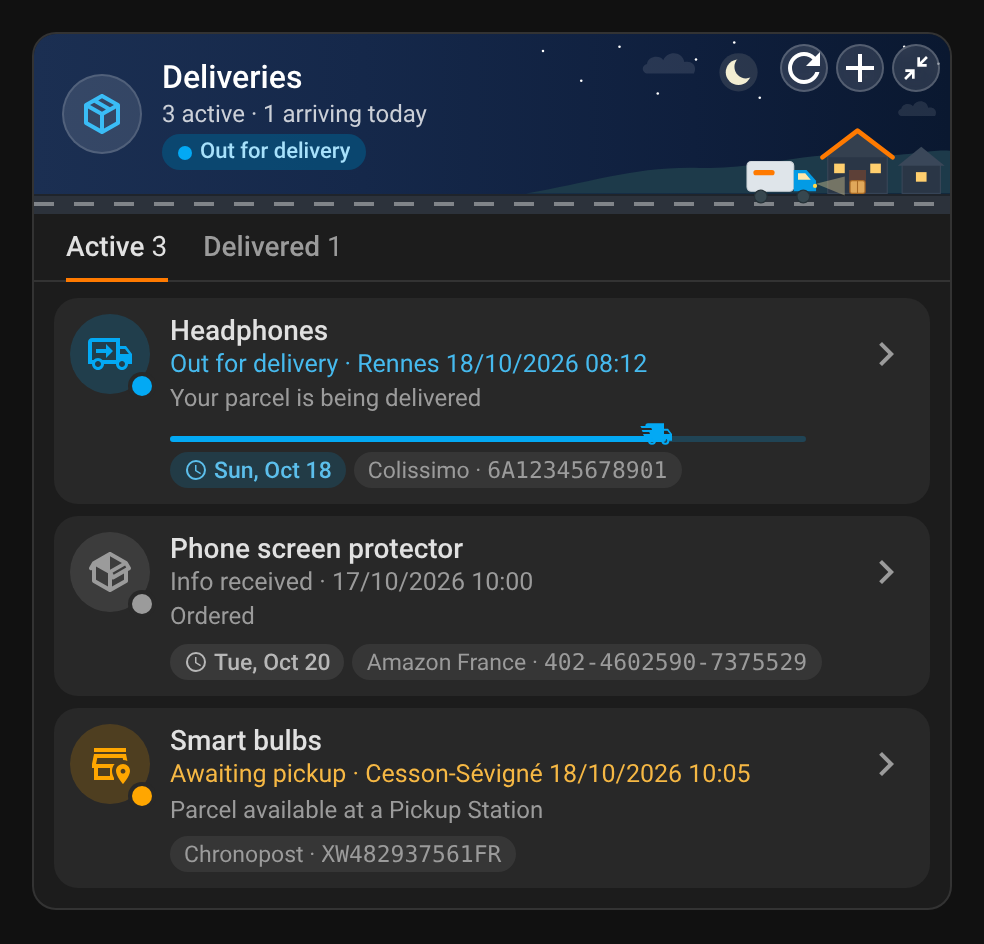 Deliveries
3 active · 1 arriving today
Out for delivery
Active 3
Delivered 1
Headphones
Out for delivery · Rennes 18/10/2026 08:12
Your parcel is being delivered
Sun, Oct 18
Colissimo · 6A12345678901
Phone screen protector
Info received · 17/10/2026 10:00
Ordered
Tue, Oct 20
Amazon France · 402-4602590-7375529
Smart bulbs
Awaiting pickup · Cesson-Sévigné 18/10/2026 10:05
Parcel available at a Pickup Station
Chronopost · XW482937561FR